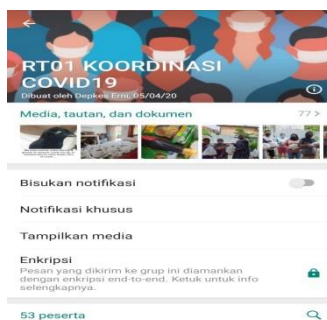 RT01 KOORDINASI
COVID19
Dibuat oleh Depkes Erni, 05/04/20
Media, tautan, dan dokumen 77 >
Bisukan notifikasi
Notifikasi khusus
Tampilkan media
Enkripsi
Pesan yang dikirim ke grup ini diamankan
dengan enkripsi end-to-end. Ketuk untuk info
selengkapnya.
53 peserta